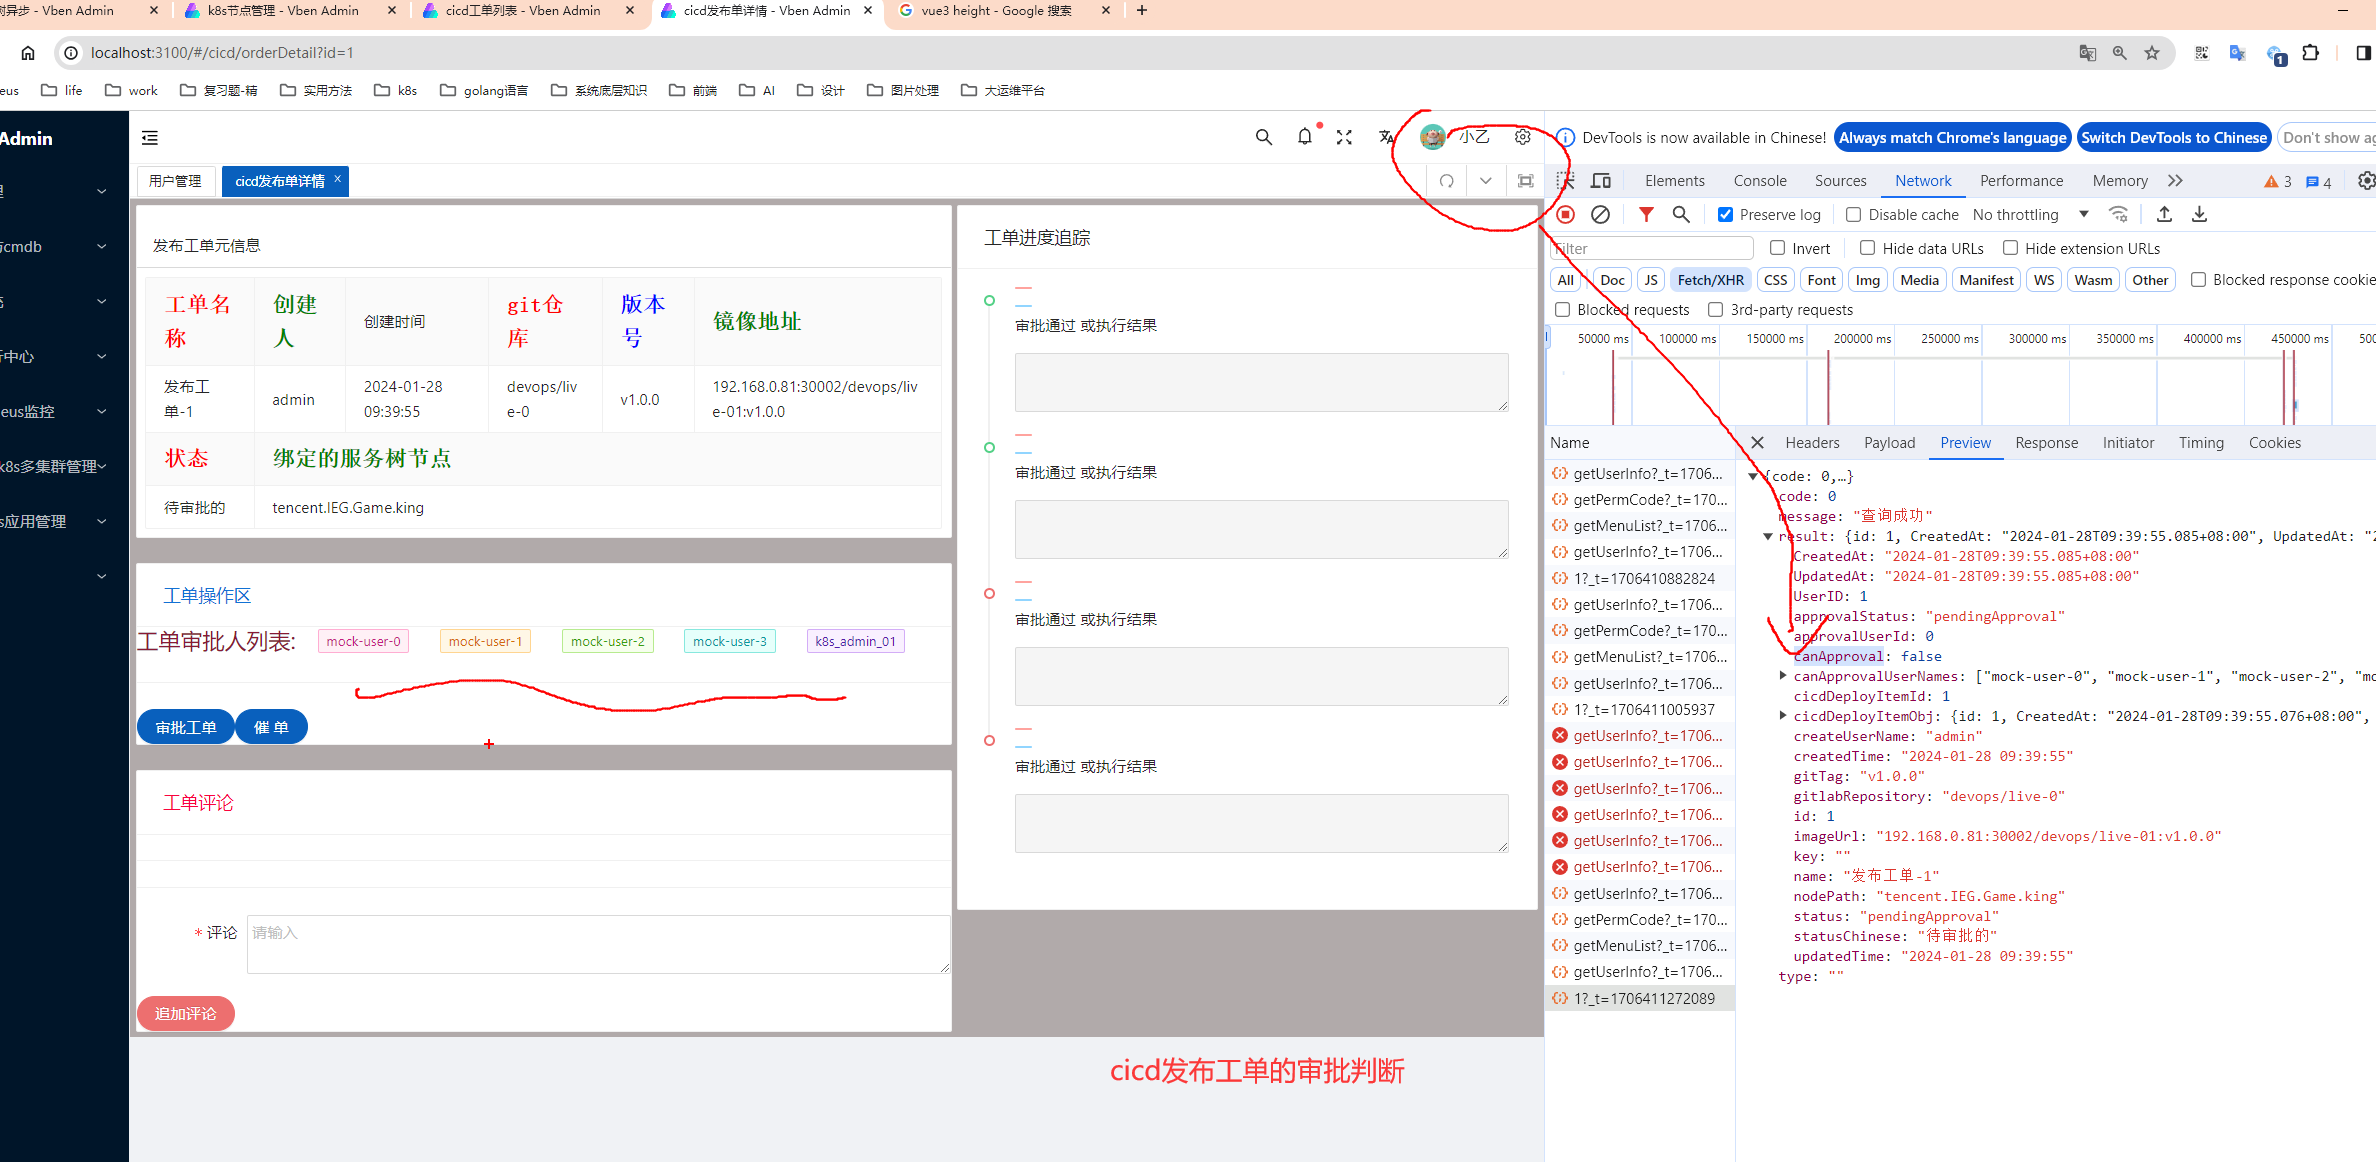 树异步 - Vben Admin
k8s节点管理 - Vben Admin
cicd工单列表 - Vben Admin
cicd发布单详情 - Vben Admin
vue3 height - Google 搜索
localhost:3100/#/cicd/orderDetail?id=1
eus
life
work
复习题-精
实用方法
k8s
golang语言
系统底层知识
前端
AI
设计
图片处理
大运维平台
Admin
cmdb
中心
eus监控
k8s多集群管理
s应用管理
小乙
用户管理
cicd发布单详情
发布工单元信息
工单名称 创建人 创建时间 git仓库 版本号 镜像地址
发布工单-1 admin 2024-01-28 09:39:55 devops/live-0 v1.0.0 192.168.0.81:30002/devops/live-01:v1.0.0
状态 绑定的服务树节点
待审批的 tencent.IEG.Game.king
工单操作区
工单审批人列表: mock-user-0 mock-user-1 mock-user-2 mock-user-3 k8s_admin_01
审批工单 催 单
工单评论
* 评论 请输入
追加评论
工单进度追踪
审批通过 或执行结果
审批通过 或执行结果
审批通过 或执行结果
审批通过 或执行结果
cicd发布工单的审批判断
DevTools is now available in Chinese! Always match Chrome's language Switch DevTools to Chinese Don't show ag
Elements Console Sources Network Performance Memory 3 4
Preserve log Disable cache No throttling
Filter Invert Hide data URLs Hide extension URLs
All Doc JS Fetch/XHR CSS Font Img Media Manifest WS Wasm Other Blocked response cookie
Blocked requests 3rd-party requests
50000 ms 100000 ms 150000 ms 200000 ms 250000 ms 300000 ms 350000 ms 400000 ms 450000 ms 500
Name
getUserInfo?_t=1706...
getPermCode?_t=170...
getMenuList?_t=1706...
getUserInfo?_t=1706...
1?_t=1706410882824
getUserInfo?_t=1706...
getPermCode?_t=170...
getMenuList?_t=1706...
getUserInfo?_t=1706...
1?_t=1706411005937
getUserInfo?_t=1706...
getUserInfo?_t=1706...
getUserInfo?_t=1706...
getUserInfo?_t=1706...
getUserInfo?_t=1706...
getUserInfo?_t=1706...
getUserInfo?_t=1706...
getPermCode?_t=170...
getMenuList?_t=1706...
getUserInfo?_t=1706...
1?_t=1706411272089
Headers Payload Preview Response Initiator Timing Cookies
{code: 0,…}
code: 0
message: "查询成功"
result: {id: 1, CreatedAt: "2024-01-28T09:39:55.085+08:00", UpdatedAt: "2
CreatedAt: "2024-01-28T09:39:55.085+08:00"
UpdatedAt: "2024-01-28T09:39:55.085+08:00"
UserID: 1
approvalStatus: "pendingApproval"
approvalUserId: 0
canApproval: false
canApprovalUserNames: ["mock-user-0", "mock-user-1", "mock-user-2", "mo
cicdDeployItemId: 1
cicdDeployItemObj: {id: 1, CreatedAt: "2024-01-28T09:39:55.076+08:00",
createUserName: "admin"
createdTime: "2024-01-28 09:39:55"
gitTag: "v1.0.0"
gitlabRepository: "devops/live-0"
id: 1
imageUrl: "192.168.0.81:30002/devops/live-01:v1.0.0"
key: ""
name: "发布工单-1"
nodePath: "tencent.IEG.Game.king"
status: "pendingApproval"
statusChinese: "待审批的"
updatedTime: "2024-01-28 09:39:55"
type: ""